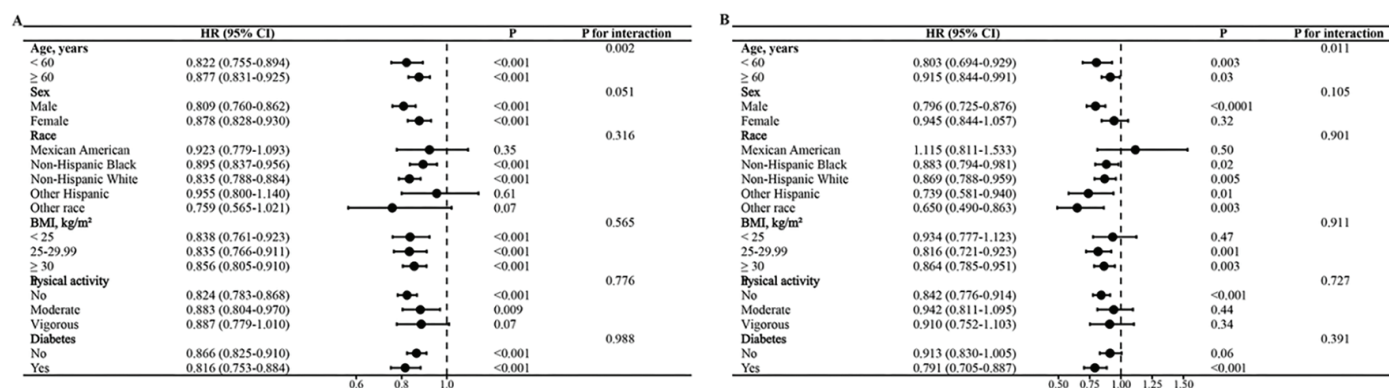 A
HR (95% CI) P P for interaction
Age, years 0.002
< 60 0.822 (0.755-0.894) <0.001
≥ 60 0.877 (0.831-0.925) <0.001
Sex 0.051
Male 0.809 (0.760-0.862) <0.001
Female 0.878 (0.828-0.930) <0.001
Race 0.316
Mexican American 0.923 (0.779-1.093) 0.35
Non-Hispanic Black 0.895 (0.837-0.956) <0.001
Non-Hispanic White 0.835 (0.788-0.884) <0.001
Other Hispanic 0.955 (0.800-1.140) 0.61
Other race 0.759 (0.565-1.021) 0.07
BMI, kg/m² 0.565
< 25 0.838 (0.761-0.923) <0.001
25-29.99 0.835 (0.766-0.911) <0.001
≥ 30 0.856 (0.805-0.910) <0.001
Pysical activity 0.776
No 0.824 (0.783-0.868) <0.001
Moderate 0.883 (0.804-0.970) 0.009
Vigorous 0.887 (0.779-1.010) 0.07
Diabetes 0.988
No 0.866 (0.825-0.910) <0.001
Yes 0.816 (0.753-0.884) <0.001
0.6 0.8 1.0
B
HR (95% CI) P P for interaction
Age, years 0.011
< 60 0.803 (0.694-0.929) 0.003
≥ 60 0.915 (0.844-0.991) 0.03
Sex 0.105
Male 0.796 (0.725-0.876) <0.0001
Female 0.945 (0.844-1.057) 0.32
Race 0.901
Mexican American 1.115 (0.811-1.533) 0.50
Non-Hispanic Black 0.883 (0.794-0.981) 0.02
Non-Hispanic White 0.869 (0.788-0.959) 0.005
Other Hispanic 0.739 (0.581-0.940) 0.01
Other race 0.650 (0.490-0.863) 0.003
BMI, kg/m² 0.911
< 25 0.934 (0.777-1.123) 0.47
25-29.99 0.816 (0.721-0.923) 0.001
≥ 30 0.864 (0.785-0.951) 0.003
Pysical activity 0.727
No 0.842 (0.776-0.914) <0.001
Moderate 0.942 (0.811-1.095) 0.44
Vigorous 0.910 (0.752-1.103) 0.34
Diabetes 0.391
No 0.913 (0.830-1.005) 0.06
Yes 0.791 (0.705-0.887) <0.001
0.50 0.75 1.00 1.25 1.50